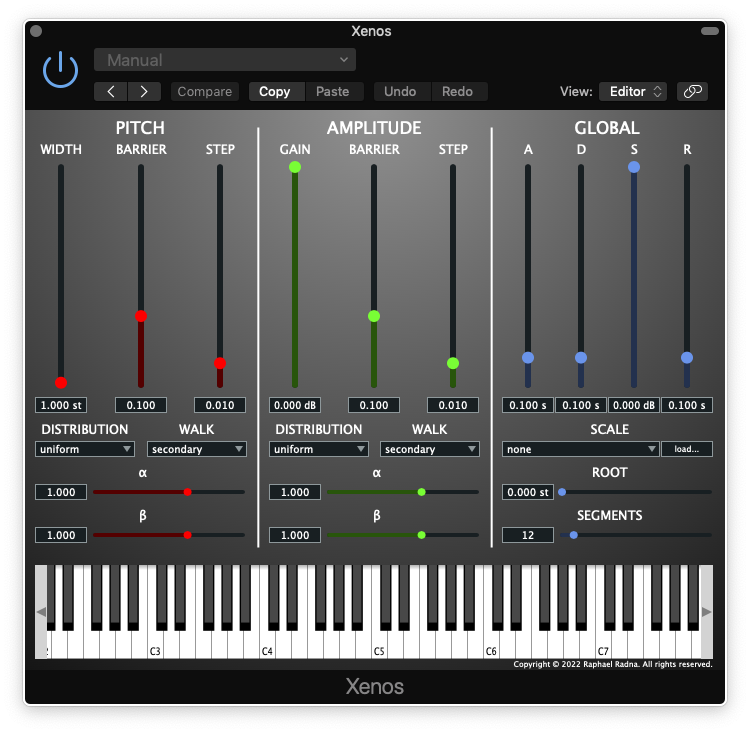 Xenos
Manual
Compare Copy Paste Undo Redo View: Editor
PITCH AMPLITUDE GLOBAL
WIDTH BARRIER STEP GAIN BARRIER STEP A D S R
1.000 st 0.100 0.010 0.000 dB 0.100 0.010 0.100 s 0.100 s 0.000 dB 0.100 s
DISTRIBUTION WALK DISTRIBUTION WALK SCALE
uniform secondary uniform secondary none load...
α α ROOT
1.000 1.000 0.000 st
β β SEGMENTS
1.000 1.000 12
C3 C4 C5 C6 C7
Copyright © 2022 Raphael Radna. All rights reserved.
Xenos